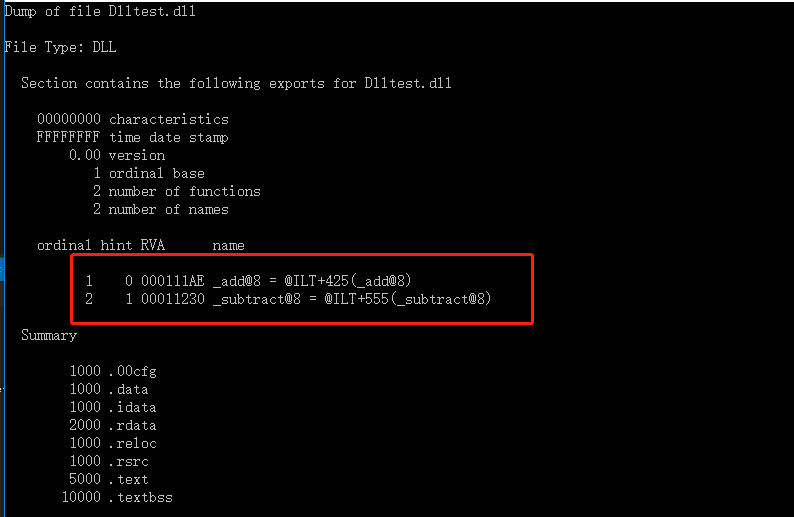 Dump of file Dlltest.dll
File Type: DLL
Section contains the following exports for Dlltest.dll
00000000 characteristics
FFFFFFFF time date stamp
0.00 version
1 ordinal base
2 number of functions
2 number of names
ordinal hint RVA name
1 0 000111AE _add@8 = @ILT+425(_add@8)
2 1 00011230 _subtract@8 = @ILT+555(_subtract@8)
Summary
1000 .00cfg
1000 .data
1000 .idata
2000 .rdata
1000 .reloc
1000 .rsrc
5000 .text
10000 .textbss